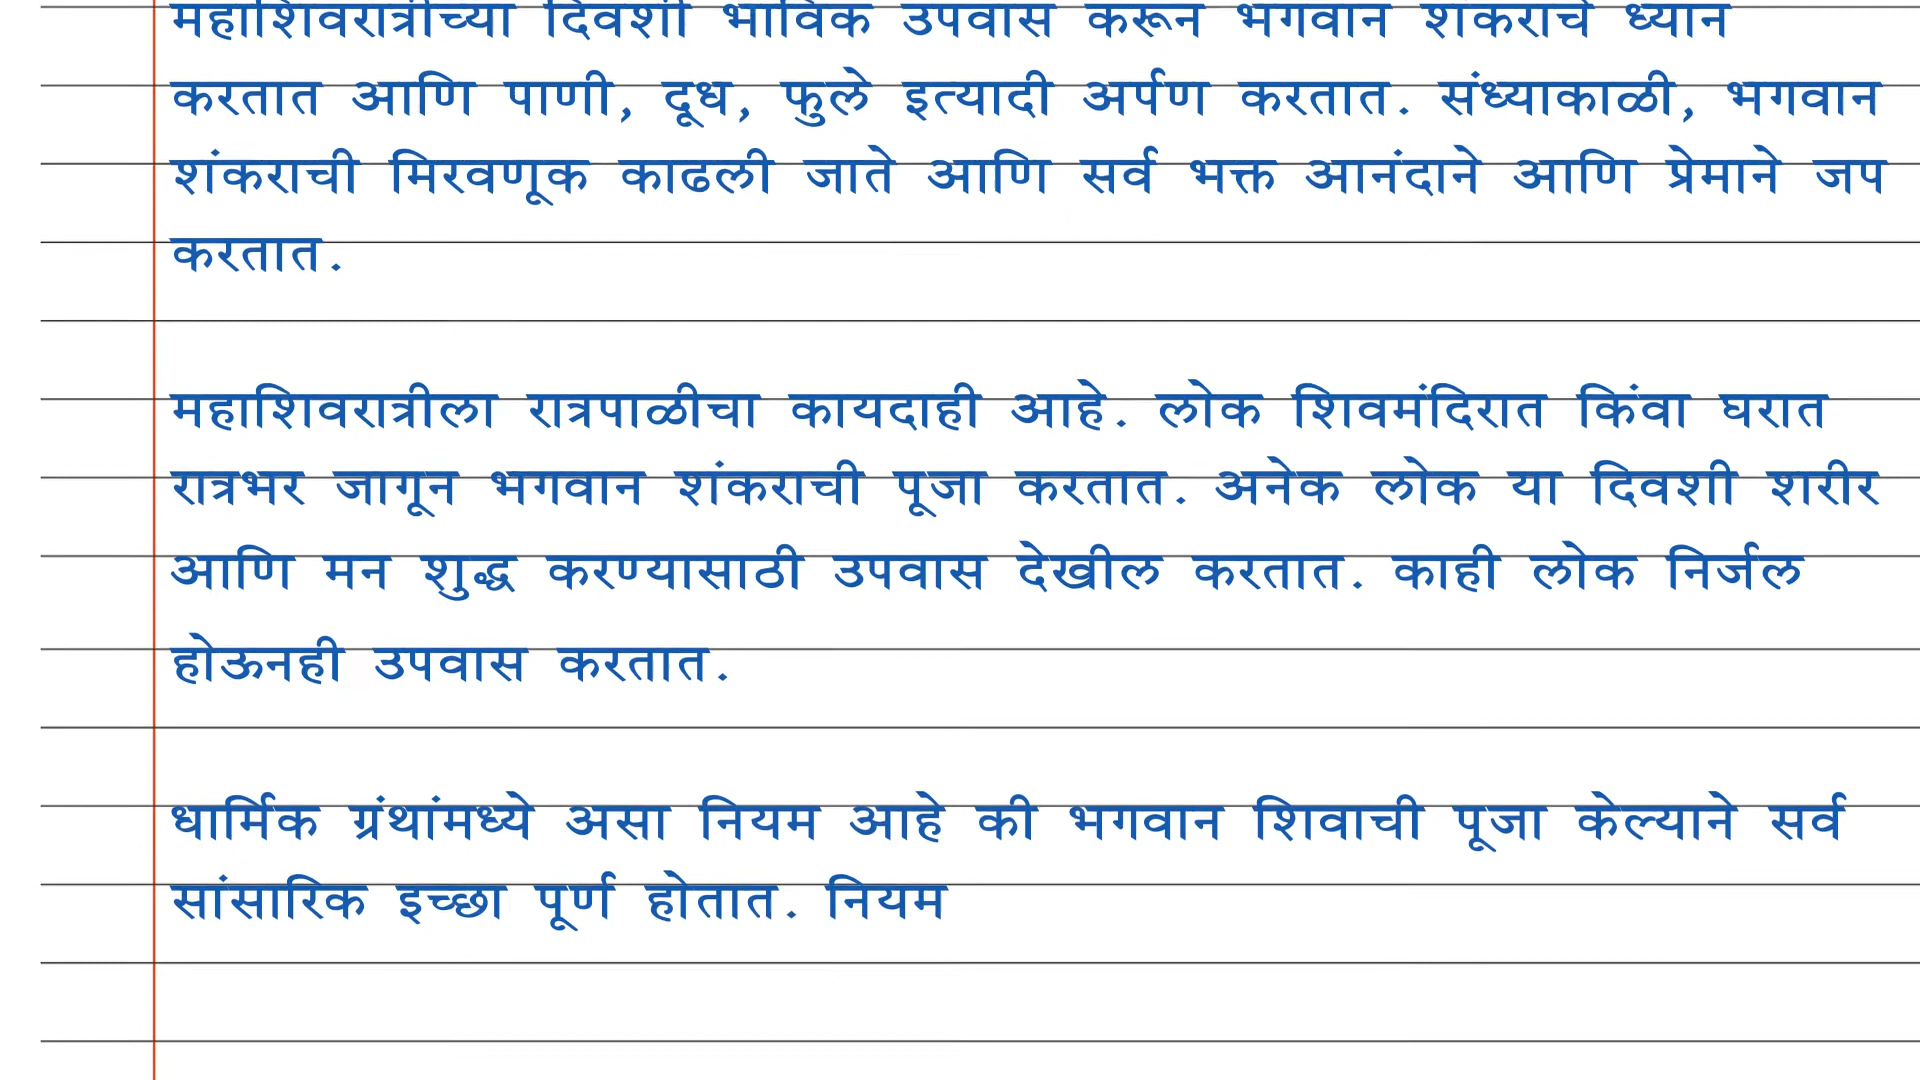 महाशिवरात्रीच्या दिवशी भाविक उपवास करून भगवान शंकराचे ध्यान
करतात आणि पाणी, दूध, फुले इत्यादी अर्पण करतात. संध्याकाळी, भगवान
शंकराची मिरवणूक काढली जाते आणि सर्व भक्त आनंदाने आणि प्रेमाने जप
करतात.
महाशिवरात्रीला रात्रपाळीचा कायदाही आहे. लोक शिवमंदिरात किंवा घरात
रात्रभर जागून भगवान शंकराची पूजा करतात. अनेक लोक या दिवशी शरीर
आणि मन शुद्ध करण्यासाठी उपवास देखील करतात. काही लोक निर्जल
होऊनही उपवास करतात.
धार्मिक ग्रंथांमध्ये असा नियम आहे की भगवान शिवाची पूजा केल्याने सर्व
सांसारिक इच्छा पूर्ण होतात. नियम